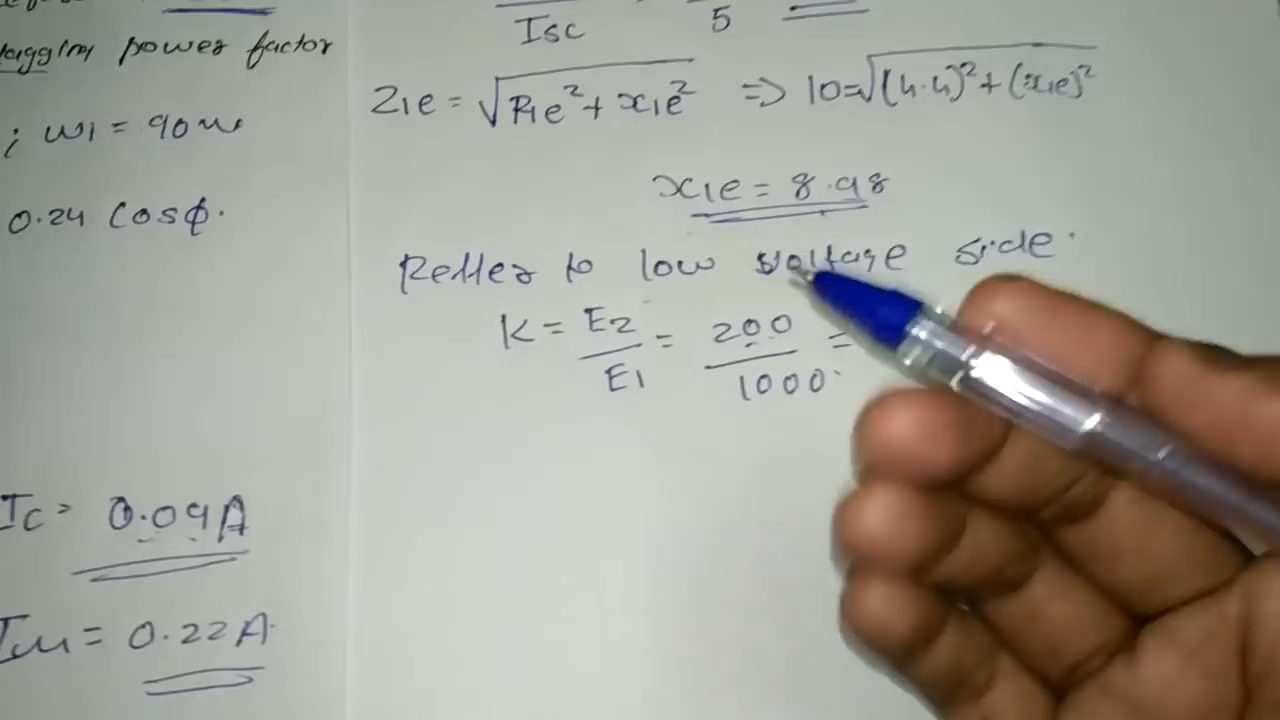 lagging power factor
; W1 = 90w
0.24 Cosφ.
Ic = 0.09A
Iμ = 0.22A
Isc 5
Z1e = √R1e² + x1e² => 10=√(4.4)² + (x1e)²
x1e = 8.98
Reffer to low voltage side.
K = E2/E1 = 200/1000 =